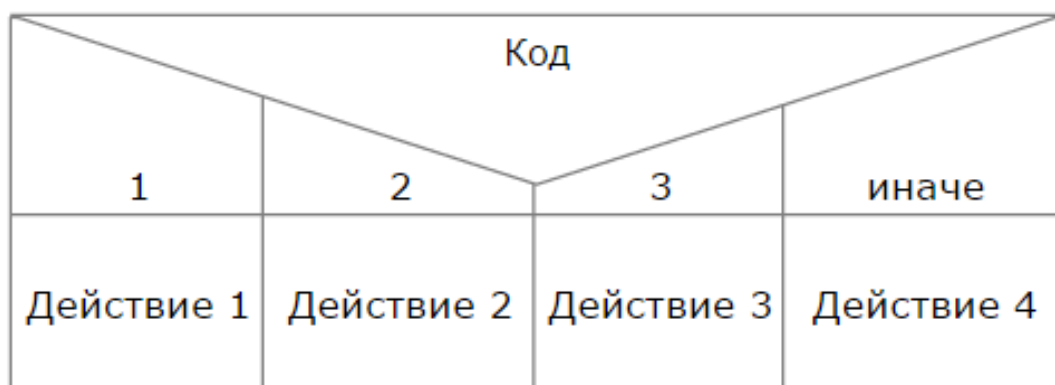 Код
1 2 3 иначе
Действие 1 Действие 2 Действие 3 Действие 4